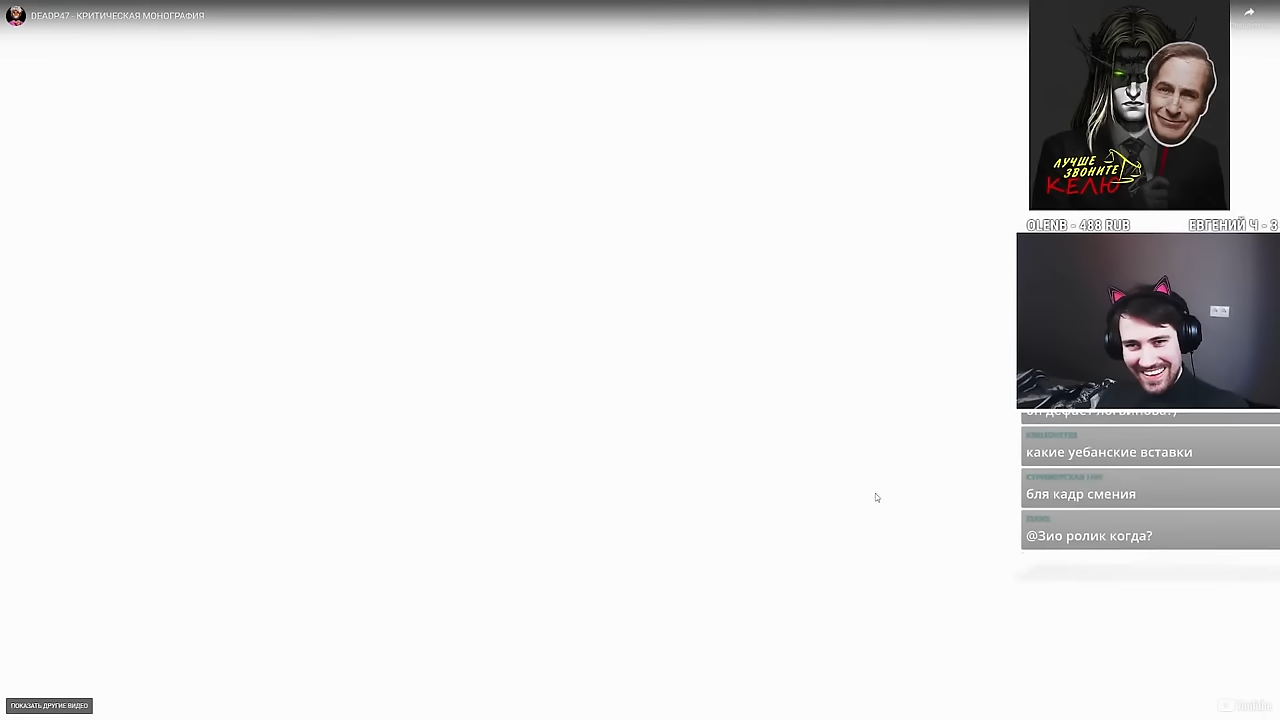 DEADP47 - КРИТИЧЕСКАЯ МОНОГРАФИЯ
ЛУЧШЕ
ЗВОНИТЕ
КЕЛЮ
OLENB - 488 RUB ЕВГЕНИЙ Ч - 3
какие уебанские вставки
бля кадр смения
@Зио ролик когда?
ПОКАЗАТЬ ДРУГИЕ ВИДЕО
YouTube